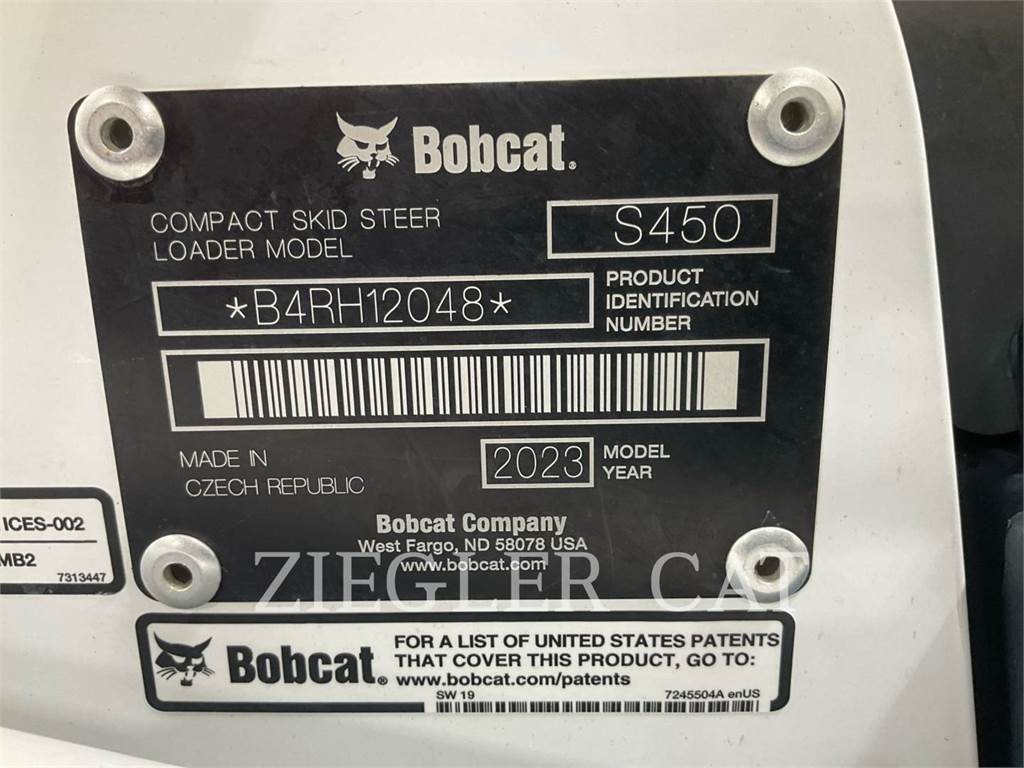 Bobcat.
COMPACT SKID STEER
LOADER MODEL
S450
*B4RH12048*
PRODUCT
IDENTIFICATION
NUMBER
MADE IN
CZECH REPUBLIC
2023
MODEL
YEAR
Bobcat Company
West Fargo, ND 58078 USA
www.bobcat.com
ICES-002
MB2
7313447
ZIEGLER CAT
Bobcat.
FOR A LIST OF UNITED STATES PATENTS
THAT COVER THIS PRODUCT, GO TO:
www.bobcat.com/patents
SW 19
7245504A enUS